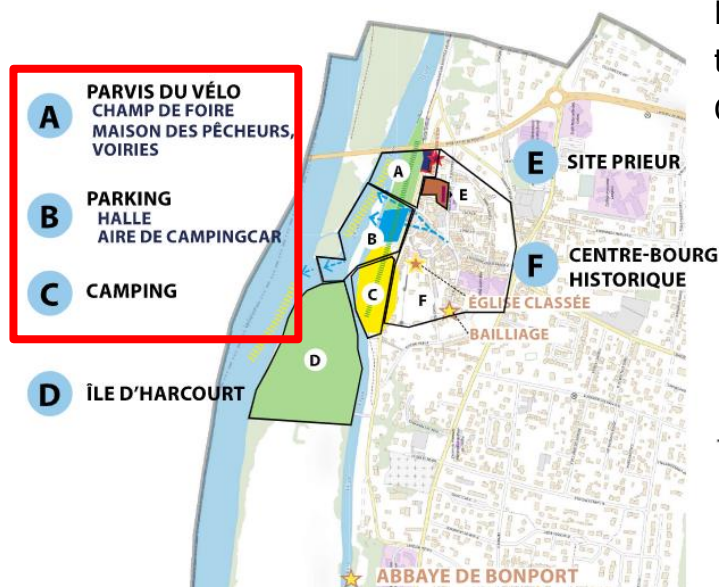 A
PARVIS DU VÉLO
CHAMP DE FOIRE
MAISON DES PÊCHEURS,
VOIRIES
B
PARKING
HALLE
AIRE DE CAMPINGCAR
C
CAMPING
D
ÎLE D'HARCOURT
E
SITE PRIEUR
F
CENTRE-BOURG
HISTORIQUE
A
E
B
C
F
D
ÉGLISE CLASSÉE
BAILLIAGE
ABBAYE DE BONPORT